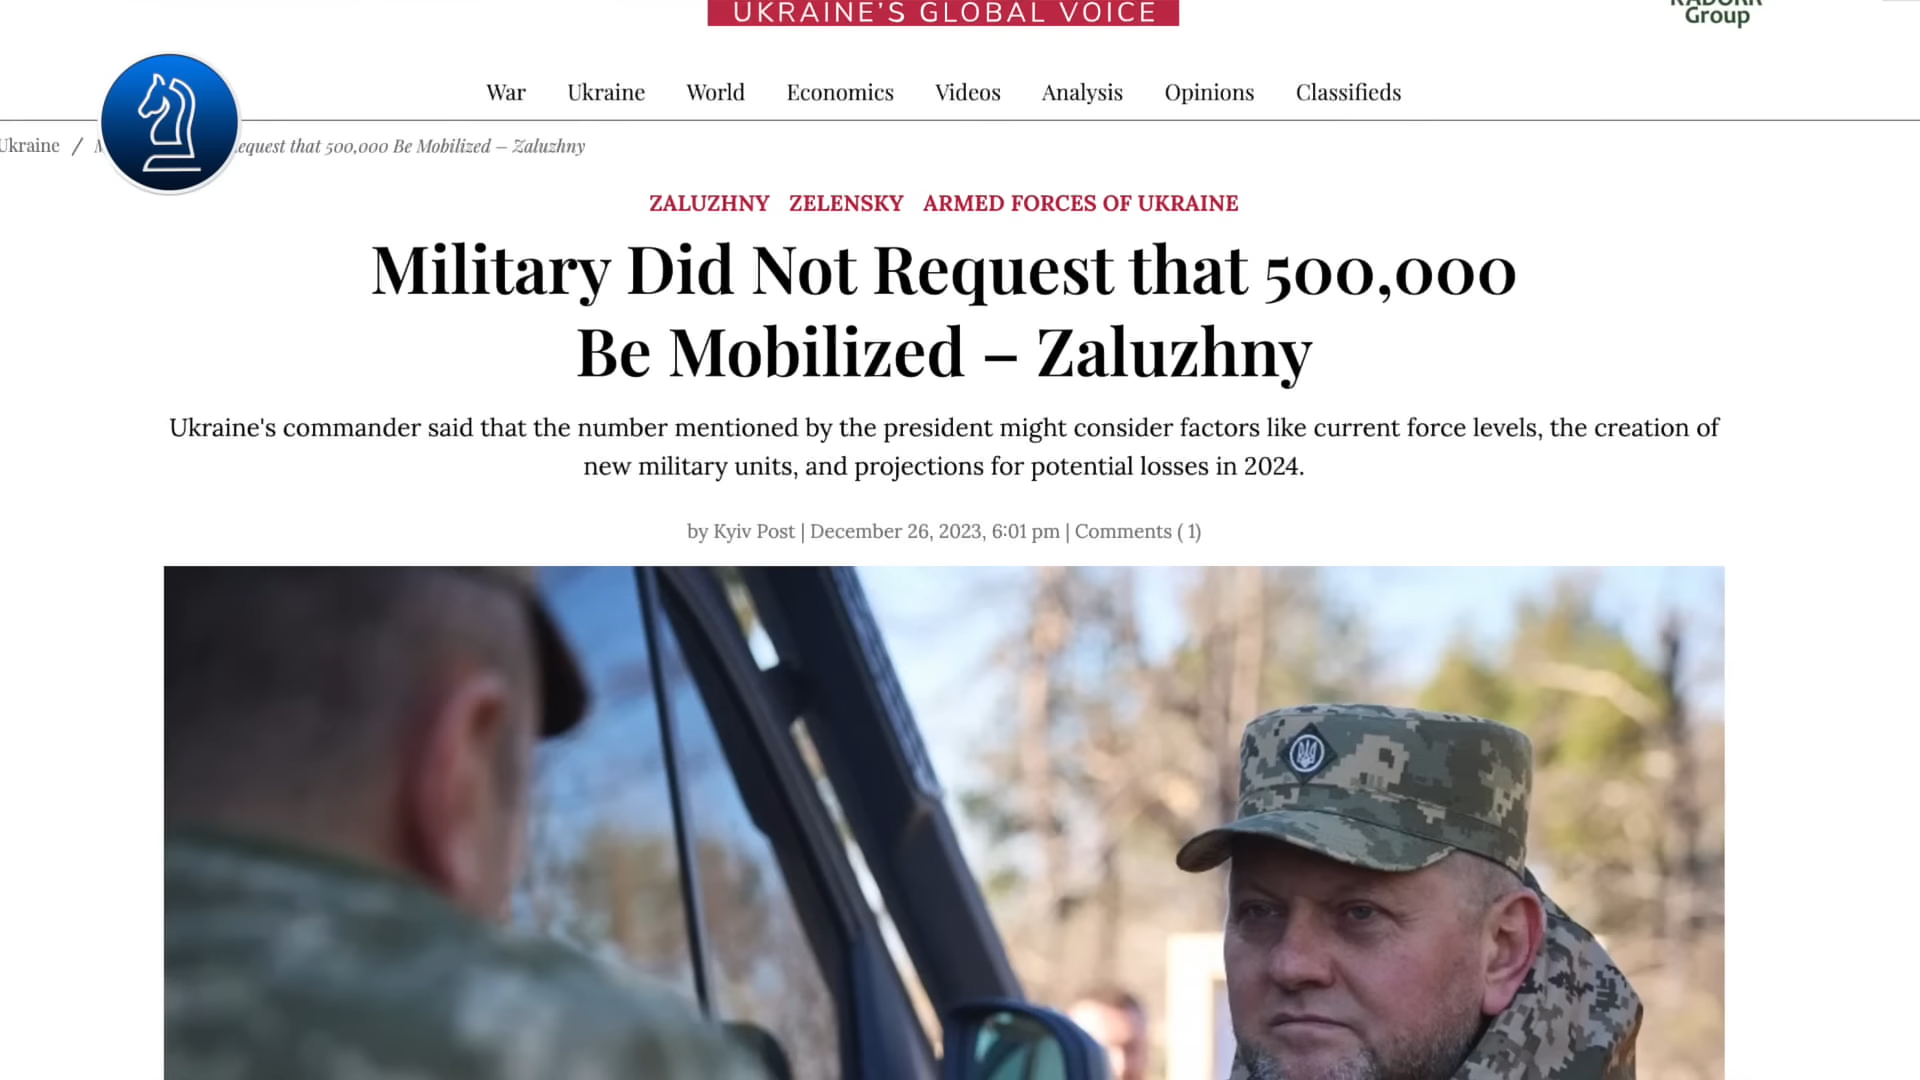 UKRAINE'S GLOBAL VOICE
Group
War Ukraine World Economics Videos Analysis Opinions Classifieds
Ukraine / equest that 500,000 Be Mobilized – Zaluzhny
ZALUZHNY ZELENSKY ARMED FORCES OF UKRAINE
Military Did Not Request that 500,000
Be Mobilized – Zaluzhny
Ukraine's commander said that the number mentioned by the president might consider factors like current force levels, the creation of
new military units, and projections for potential losses in 2024.
by Kyiv Post | December 26, 2023, 6:01 pm | Comments ( 1)